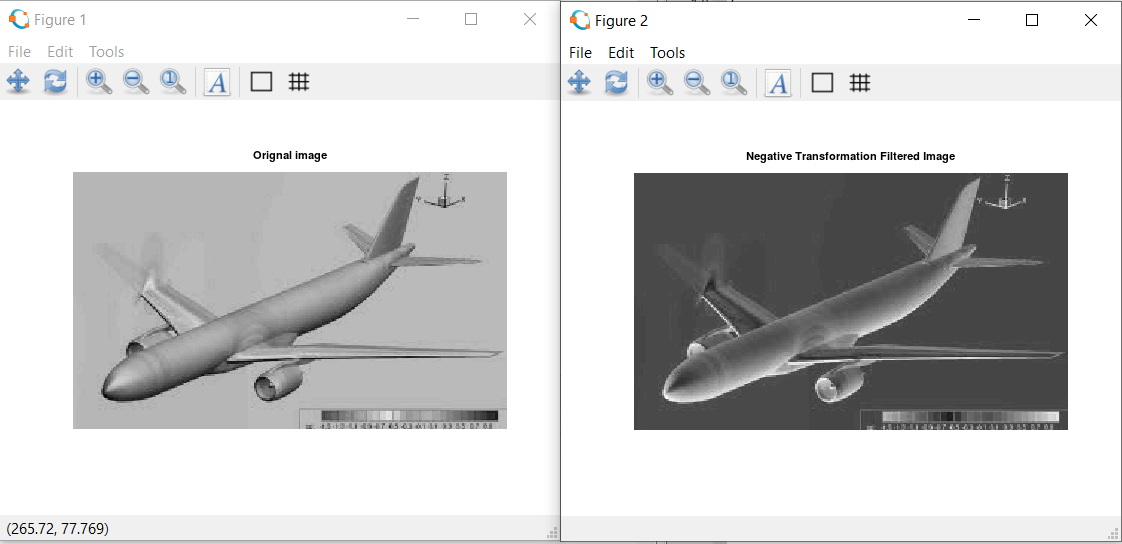 Figure 1
File Edit Tools
A
Orignal image
Z
Y X
(265.72, 77.769)
Figure 2
File Edit Tools
A
Negative Transformation Filtered Image
Z
Y X